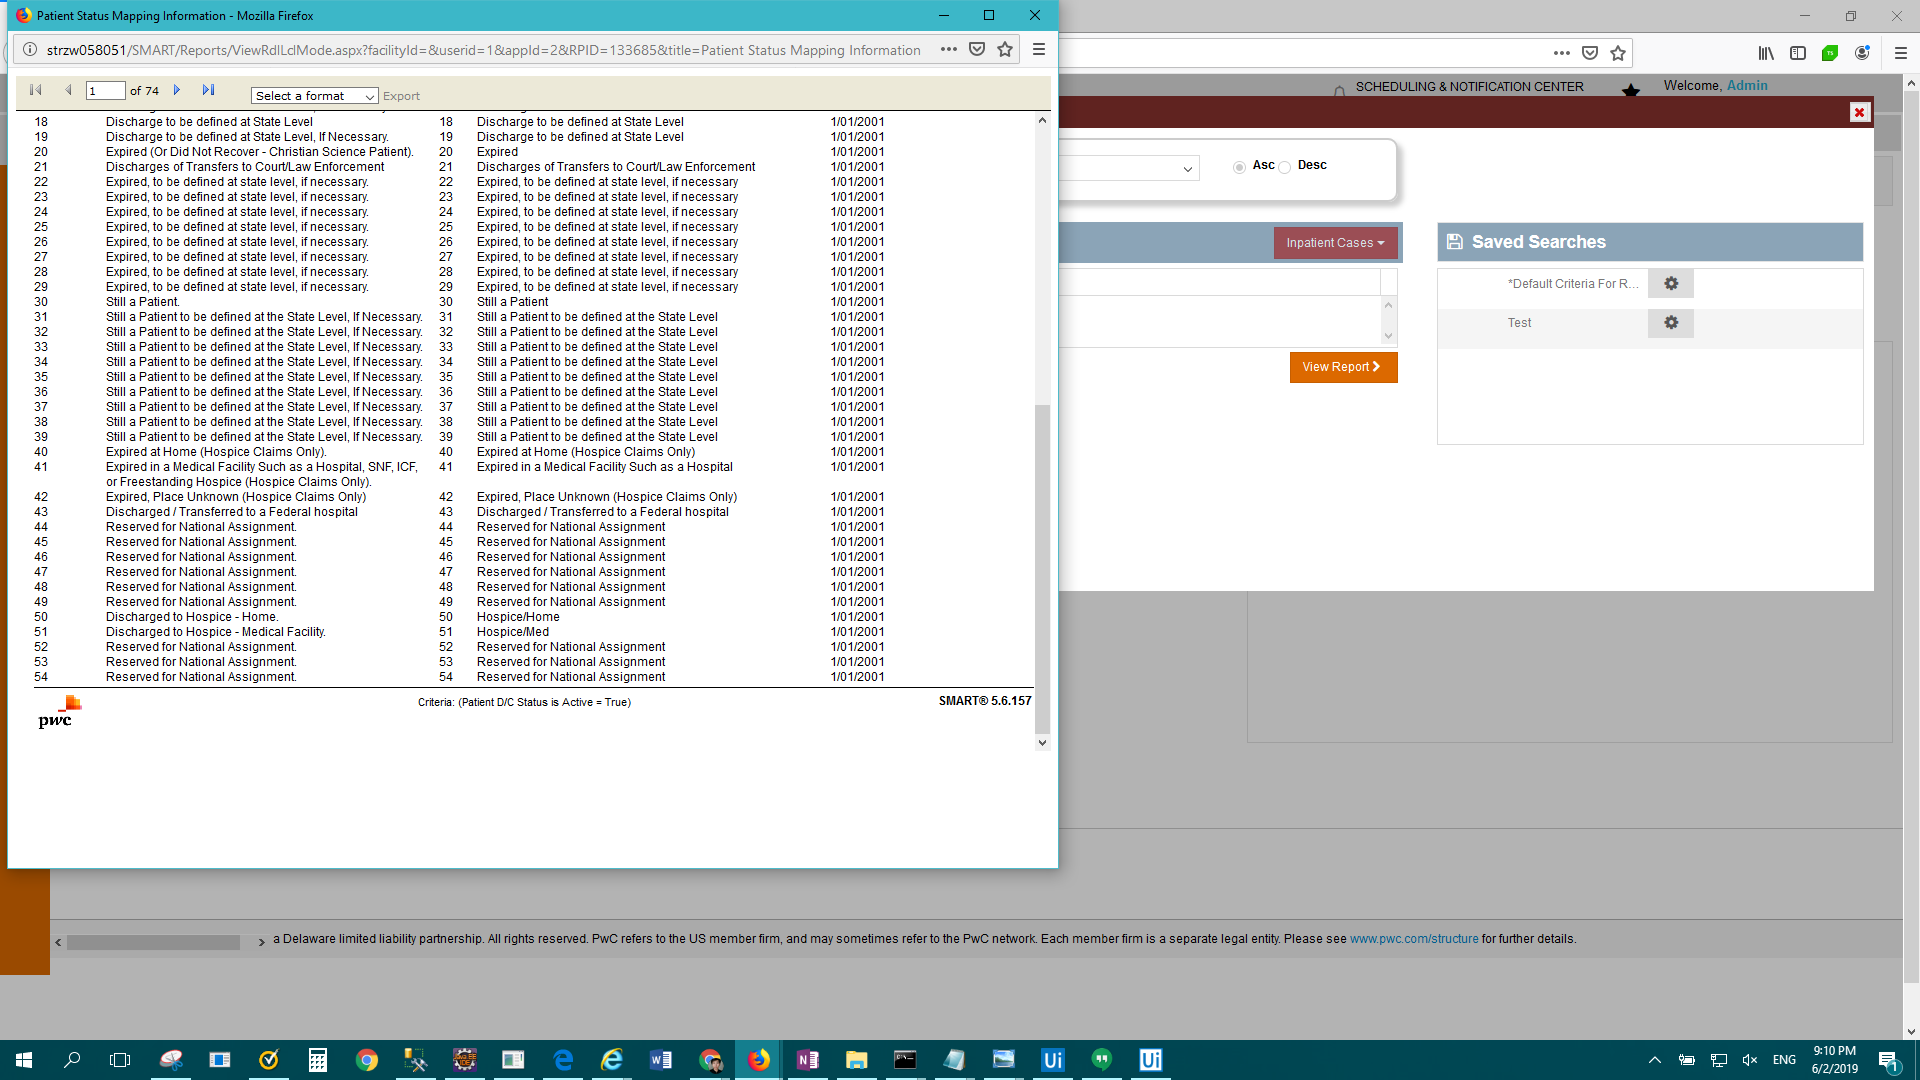 Patient Status Mapping Information - Mozilla Firefox
strzw058051/SMART/Reports/ViewRdlLclMode.aspx?facilityId=&userid=1&appId=2&RPID=133685&title=Patient Status Mapping Information
1 of 74 Select a format Export
18 Discharge to be defined at State Level 18 Discharge to be defined at State Level 1/01/2001
19 Discharge to be defined at State Level, If Necessary. 19 Discharge to be defined at State Level 1/01/2001
20 Expired (Or Did Not Recover - Christian Science Patient). 20 Expired 1/01/2001
21 Discharges of Transfers to Court/Law Enforcement 21 Discharges of Transfers to Court/Law Enforcement 1/01/2001
22 Expired, to be defined at state level, if necessary. 22 Expired, to be defined at state level, if necessary 1/01/2001
23 Expired, to be defined at state level, if necessary. 23 Expired, to be defined at state level, if necessary 1/01/2001
24 Expired, to be defined at state level, if necessary. 24 Expired, to be defined at state level, if necessary 1/01/2001
25 Expired, to be defined at state level, if necessary. 25 Expired, to be defined at state level, if necessary 1/01/2001
26 Expired, to be defined at state level, if necessary. 26 Expired, to be defined at state level, if necessary 1/01/2001
27 Expired, to be defined at state level, if necessary. 27 Expired, to be defined at state level, if necessary 1/01/2001
28 Expired, to be defined at state level, if necessary. 28 Expired, to be defined at state level, if necessary 1/01/2001
29 Expired, to be defined at state level, if necessary. 29 Expired, to be defined at state level, if necessary 1/01/2001
30 Still a Patient. 30 Still a Patient 1/01/2001
31 Still a Patient to be defined at the State Level, If Necessary. 31 Still a Patient to be defined at the State Level 1/01/2001
32 Still a Patient to be defined at the State Level, If Necessary. 32 Still a Patient to be defined at the State Level 1/01/2001
33 Still a Patient to be defined at the State Level, If Necessary. 33 Still a Patient to be defined at the State Level 1/01/2001
34 Still a Patient to be defined at the State Level, If Necessary. 34 Still a Patient to be defined at the State Level 1/01/2001
35 Still a Patient to be defined at the State Level, If Necessary. 35 Still a Patient to be defined at the State Level 1/01/2001
36 Still a Patient to be defined at the State Level, If Necessary. 36 Still a Patient to be defined at the State Level 1/01/2001
37 Still a Patient to be defined at the State Level, If Necessary. 37 Still a Patient to be defined at the State Level 1/01/2001
38 Still a Patient to be defined at the State Level, If Necessary. 38 Still a Patient to be defined at the State Level 1/01/2001
39 Still a Patient to be defined at the State Level, If Necessary. 39 Still a Patient to be defined at the State Level 1/01/2001
40 Expired at Home (Hospice Claims Only). 40 Expired at Home (Hospice Claims Only) 1/01/2001
41 Expired in a Medical Facility Such as a Hospital, SNF, ICF, 41 Expired in a Medical Facility Such as a Hospital 1/01/2001
or Freestanding Hospice (Hospice Claims Only).
42 Expired, Place Unknown (Hospice Claims Only) 42 Expired, Place Unknown (Hospice Claims Only) 1/01/2001
43 Discharged / Transferred to a Federal hospital 43 Discharged / Transferred to a Federal hospital 1/01/2001
44 Reserved for National Assignment. 44 Reserved for National Assignment 1/01/2001
45 Reserved for National Assignment. 45 Reserved for National Assignment 1/01/2001
46 Reserved for National Assignment. 46 Reserved for National Assignment 1/01/2001
47 Reserved for National Assignment. 47 Reserved for National Assignment 1/01/2001
48 Reserved for National Assignment. 48 Reserved for National Assignment 1/01/2001
49 Reserved for National Assignment. 49 Reserved for National Assignment 1/01/2001
50 Discharged to Hospice - Home. 50 Hospice/Home 1/01/2001
51 Discharged to Hospice - Medical Facility. 51 Hospice/Med 1/01/2001
52 Reserved for National Assignment. 52 Reserved for National Assignment 1/01/2001
53 Reserved for National Assignment. 53 Reserved for National Assignment 1/01/2001
54 Reserved for National Assignment. 54 Reserved for National Assignment 1/01/2001
pwc Criteria: (Patient D/C Status is Active = True) SMART® 5.6.157
SCHEDULING & NOTIFICATION CENTER Welcome, Admin
Asc Desc
Inpatient Cases
View Report
Saved Searches
*Default Criteria For R...
Test
a Delaware limited liability partnership. All rights reserved. PwC refers to the US member firm, and may sometimes refer to the PwC network. Each member firm is a separate legal entity. Please see www.pwc.com/structure for further details.
ENG
9:10 PM
6/2/2019
1